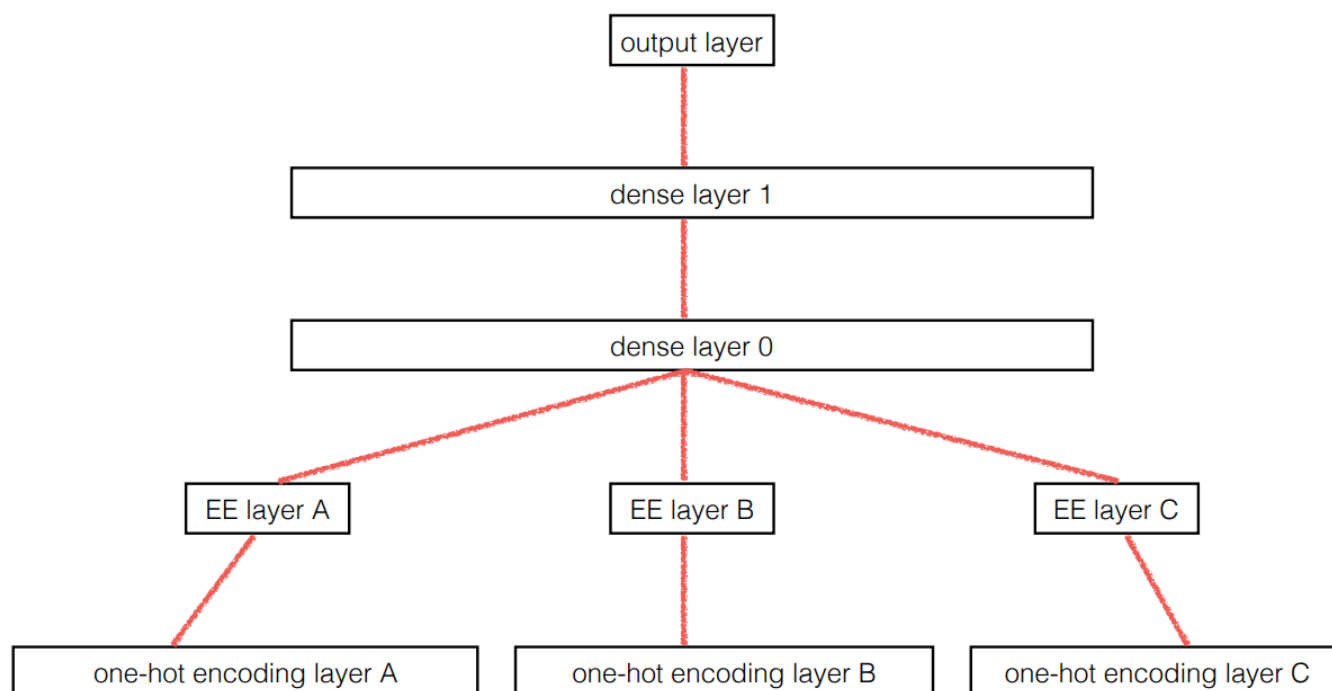 output layer
dense layer 1
dense layer 0
EE layer A
EE layer B
EE layer C
one-hot encoding layer A
one-hot encoding layer B
one-hot encoding layer C